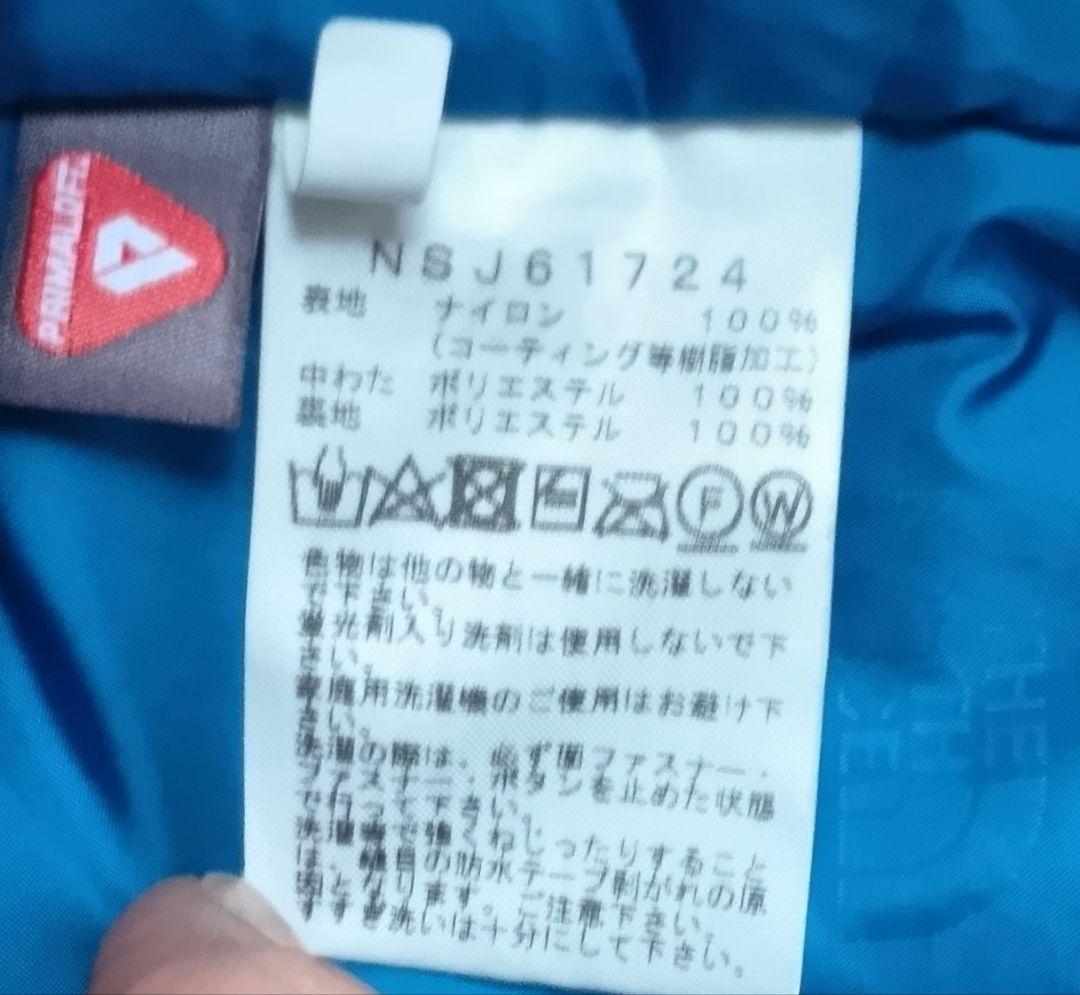 PRIMALOFT
NSJ61724
表地 ナイロン 100%
(コーティング等樹脂加工)
中わた ポリエステル 100%
裏地 ポリエステル 100%
F W
色物は他の物と一緒に洗濯しない
で下さい。
蛍光剤入り洗剤は使用しないで下
さい。
家庭用洗濯機のご使用はお避け下
さい。
洗濯の際は、必ず面ファスナー・
ファスナー・ボタンを止めた状態
で行って下さい。
洗濯等で強くねじったりすること
は、縫目の防水テープ剥がれの原
因となります。ご注意下さい。
すすぎ洗いは十分にして下さい。
THE